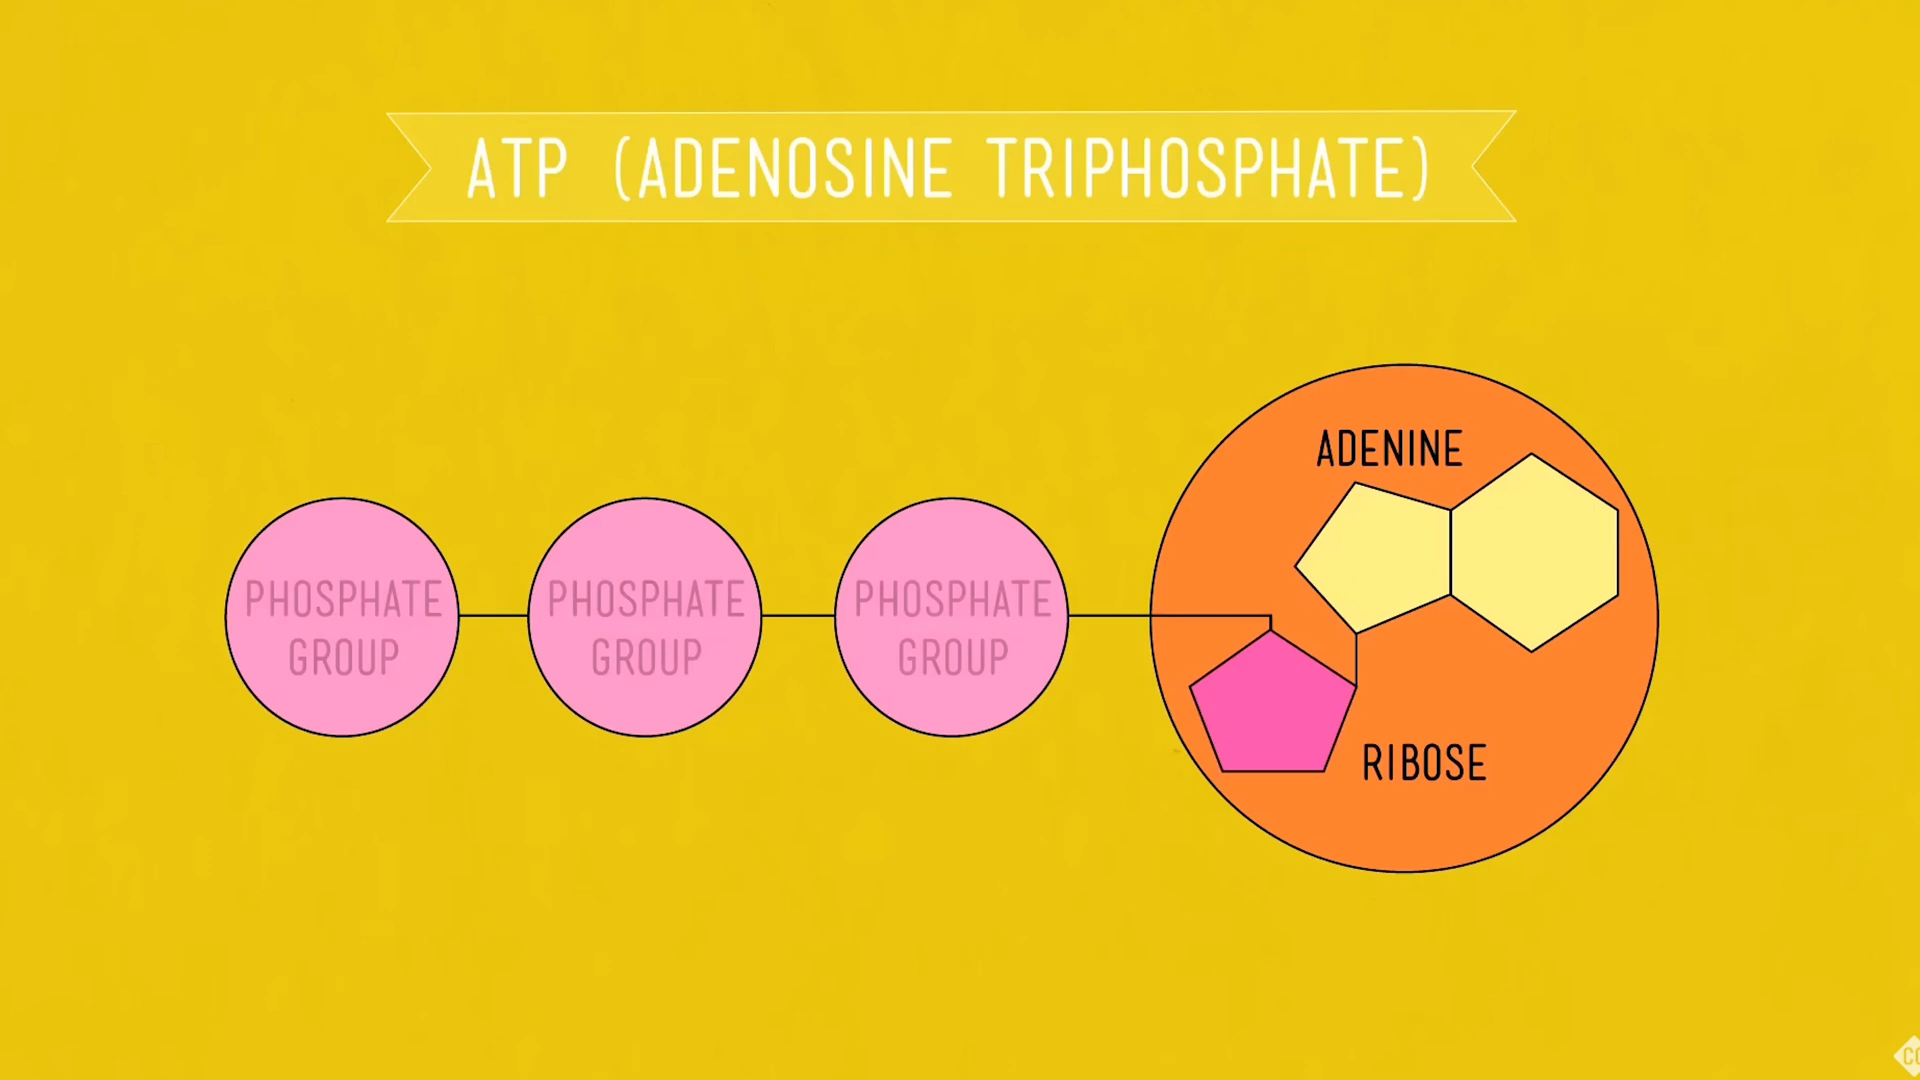 ATP (ADENOSINE TRIPHOSPHATE)
ADENINE
PHOSPHATE
GROUP
PHOSPHATE
GROUP
PHOSPHATE
GROUP
RIBOSE